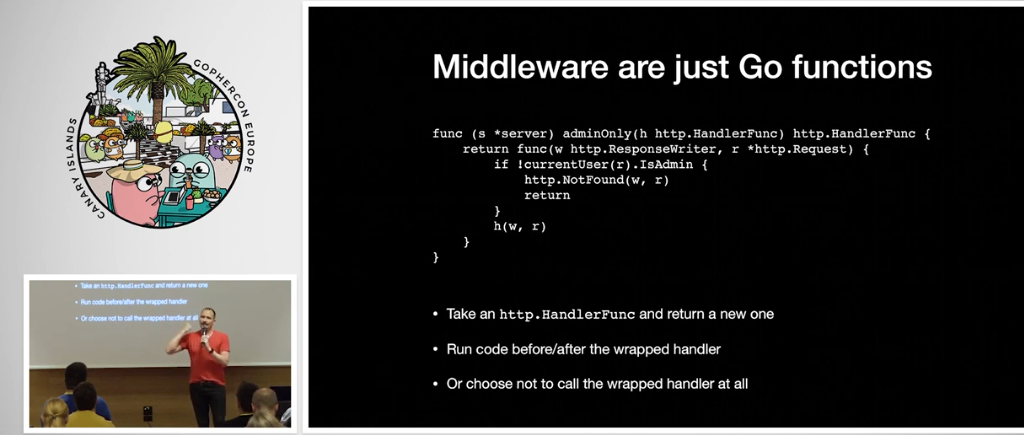 GOPHERCON EUROPE
CANARY ISLANDS
Middleware are just Go functions
func (s *server) adminOnly(h http.HandlerFunc) http.HandlerFunc {
    return func(w http.ResponseWriter, r *http.Request) {
        if !currentUser(r).IsAdmin {
            http.NotFound(w, r)
            return
        }
        h(w, r)
    }
}
• Take an http.HandlerFunc and return a new one
• Run code before/after the wrapped handler
• Or choose not to call the wrapped handler at all
• Take an http.HandlerFunc and return a new one
• Run code before/after the wrapped handler
• Or choose not to call the wrapped handler at all